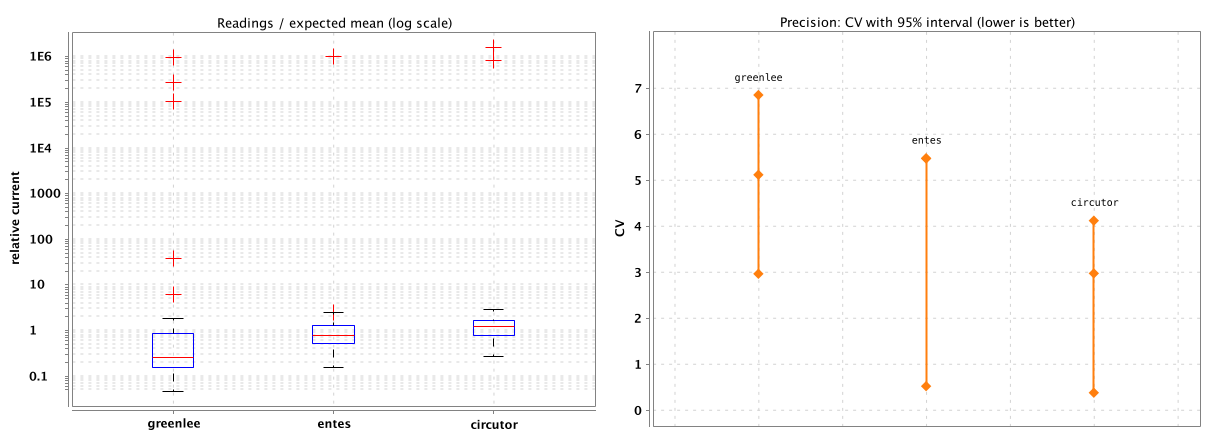 Readings / expected mean (log scale)
1E6
1E5
1E4
1000
100
10
1
0.1
relative current
greenlee
entes
circutor
Precision: CV with 95% interval (lower is better)
7
6
5
4
3
2
1
0
CV
greenlee
entes
circutor